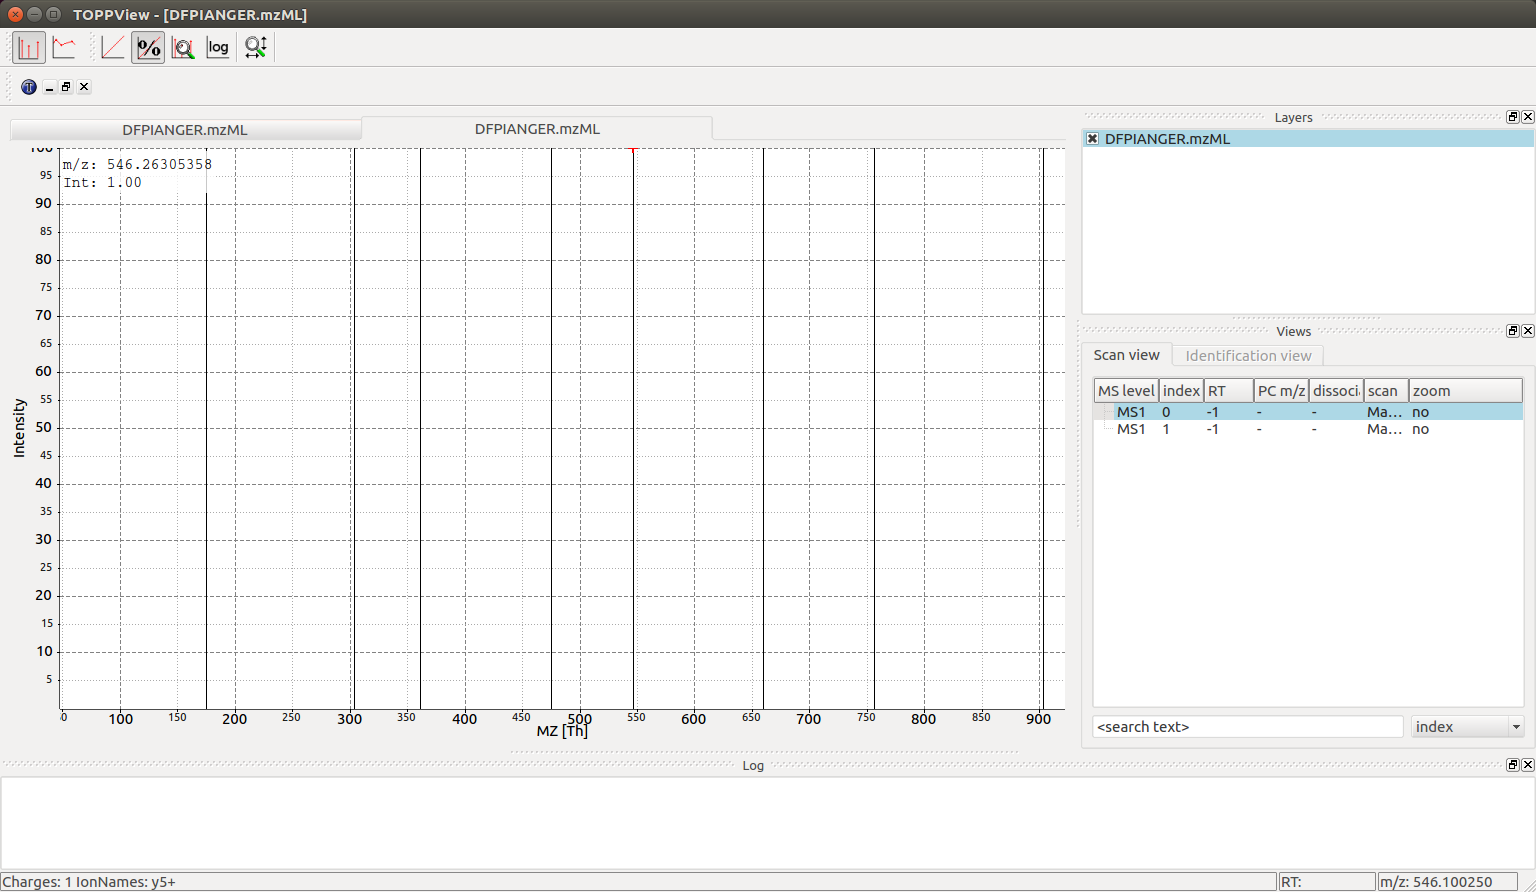 TOPPView - [DFPIANGER.mzML]
% log
DFPIANGER.mzML DFPIANGER.mzML
m/z: 546.26305358
Int: 1.00
100
95
90
85
80
75
70
65
60
55
50
45
40
35
30
25
20
15
10
5
Intensity
100 150 200 250 300 350 400 450 500 550 600 650 700 750 800 850 900
MZ [Th]
Layers
DFPIANGER.mzML
Views
Scan view Identification view
MS level index RT PC m/z dissoci scan zoom
MS1 0 -1 - - Ma... no
MS1 1 -1 - - Ma... no
<search text> index
Log
Charges: 1 IonNames: y5+ RT: m/z: 546.100250